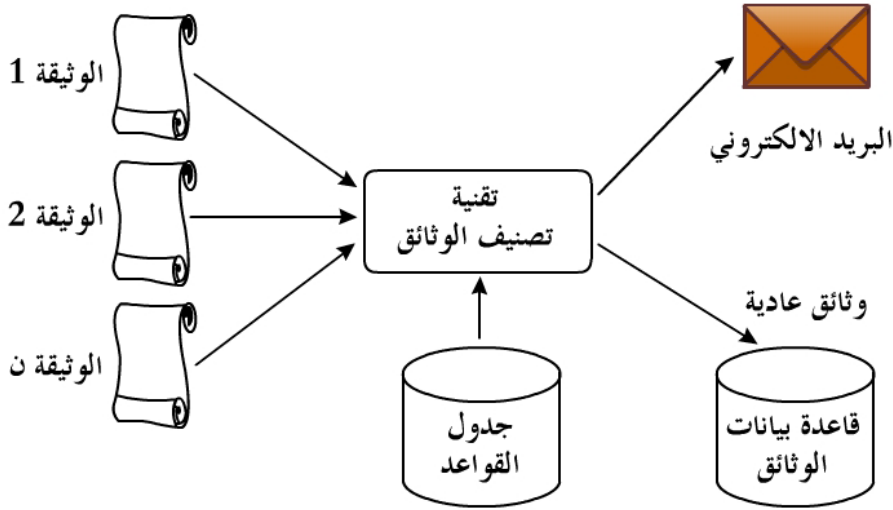 الوثيقة 1
الوثيقة 2
الوثيقة ن
تقنية
تصنيف الوثائق
جدول
القواعد
البريد الالكتروني
وثائق عادية
قاعدة بيانات
الوثائق